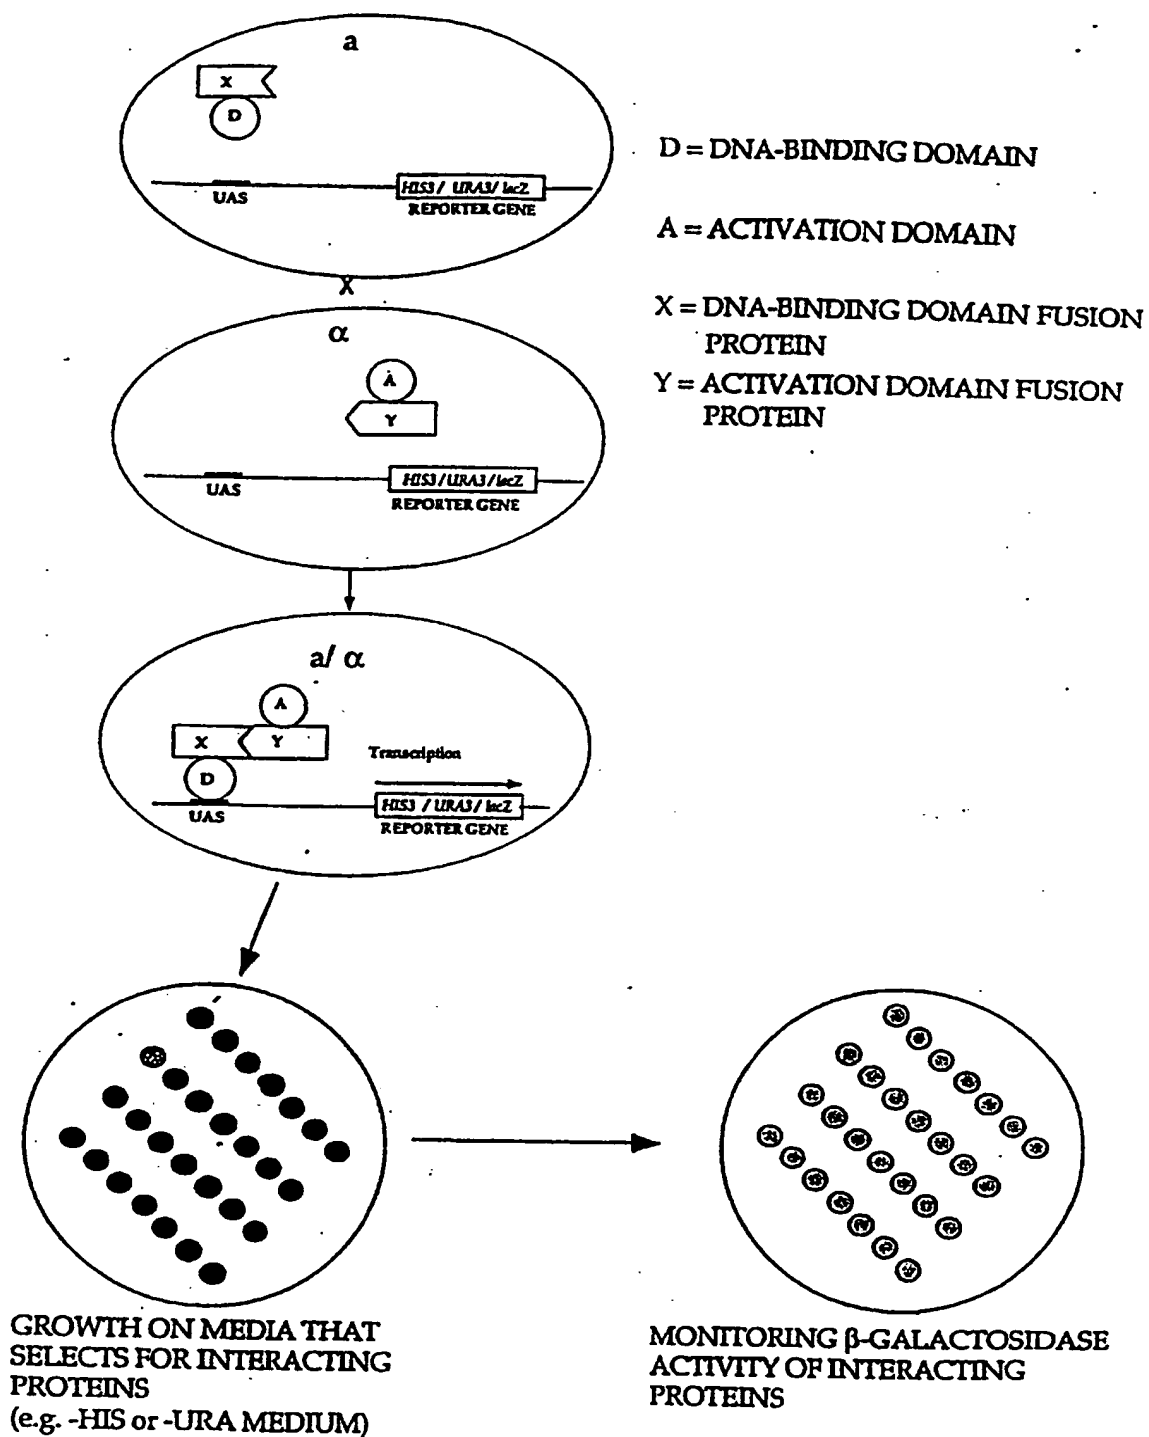 a
X
D
UAS
HIS3 / URA3/ lacZ
REPORTER GENE
D = DNA-BINDING DOMAIN
A = ACTIVATION DOMAIN
X = DNA-BINDING DOMAIN FUSION
PROTEIN
Y = ACTIVATION DOMAIN FUSION
PROTEIN
X
α
A
Y
UAS
HIS3/URA3/lacZ
REPORTER GENE
a/ α
A
X
Y
D
Transcription
UAS
HIS3 / URA3/ lacZ
REPORTER GENE
GROWTH ON MEDIA THAT
SELECTS FOR INTERACTING
PROTEINS
(e.g. -HIS or -URA MEDIUM)
MONITORING β-GALACTOSIDASE
ACTIVITY OF INTERACTING
PROTEINS